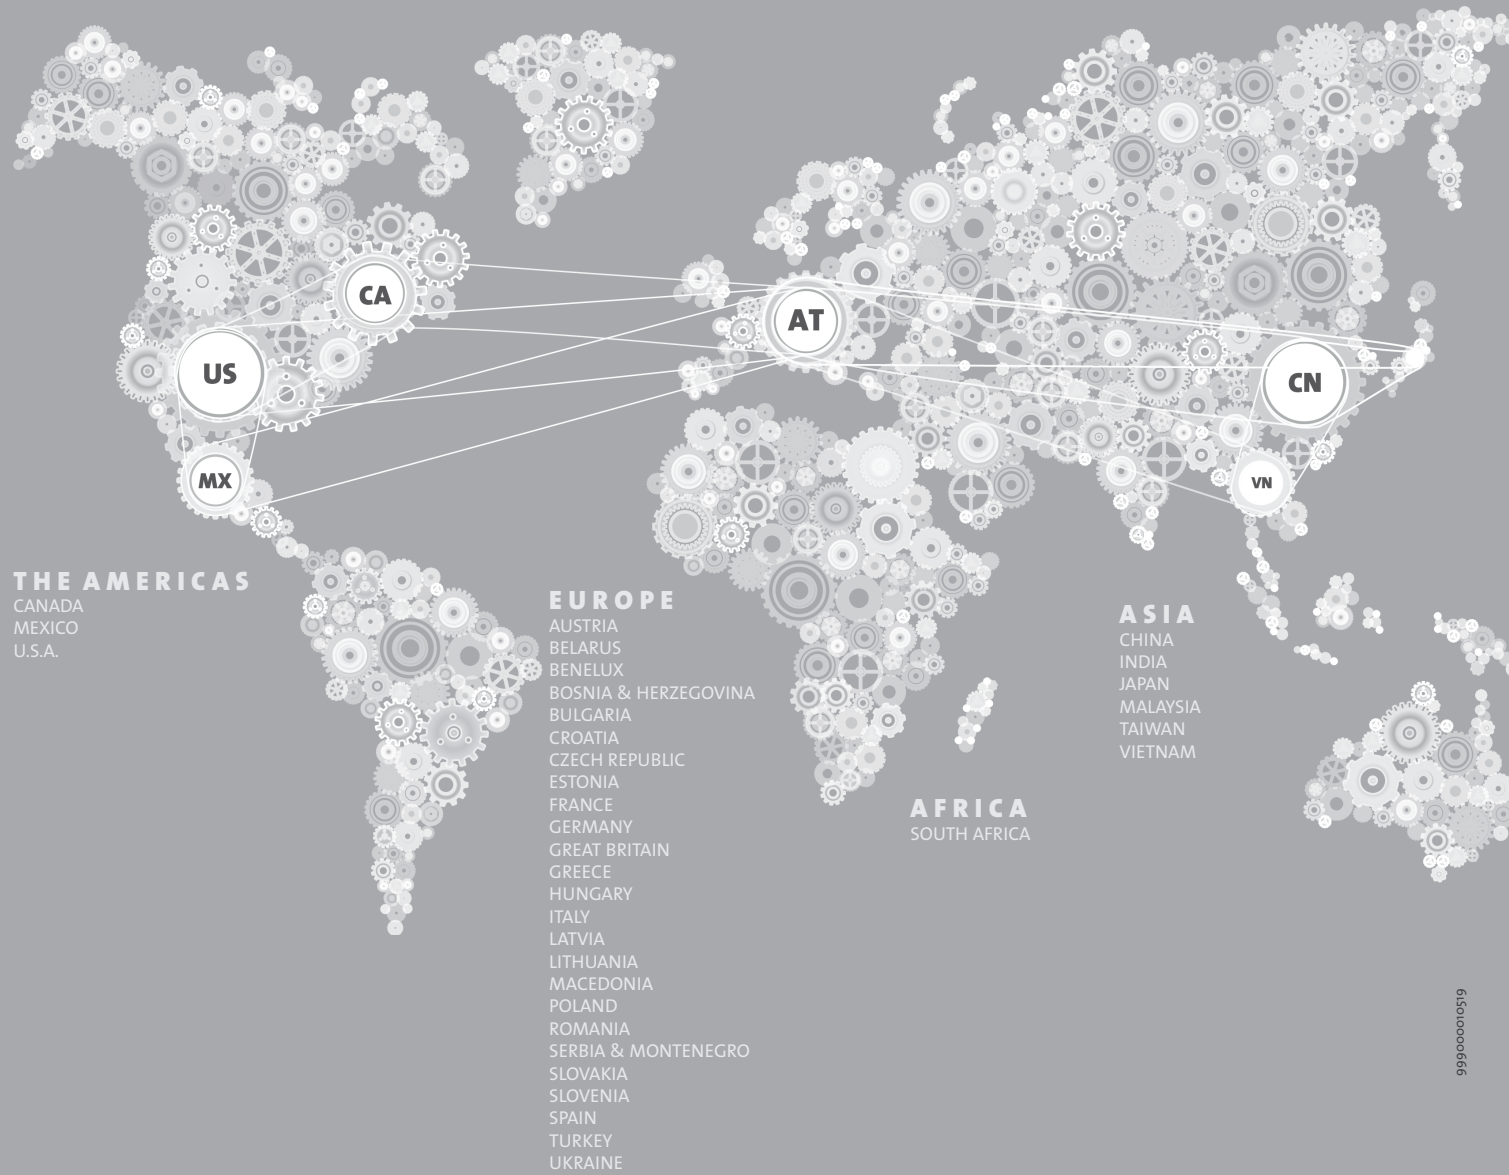 CA
US
AT
CN
MX
VN
THE AMERICAS
CANADA
MEXICO
U.S.A.
EUROPE
AUSTRIA
BELARUS
BENELUX
BOSNIA & HERZEGOVINA
BULGARIA
CROATIA
CZECH REPUBLIC
ESTONIA
FRANCE
GERMANY
GREAT BRITAIN
GREECE
HUNGARY
ITALY
LATVIA
LITHUANIA
MACEDONIA
POLAND
ROMANIA
SERBIA & MONTENEGRO
SLOVAKIA
SLOVENIA
SPAIN
TURKEY
UKRAINE
AFRICA
SOUTH AFRICA
ASIA
CHINA
INDIA
JAPAN
MALAYSIA
TAIWAN
VIETNAM
999000010519